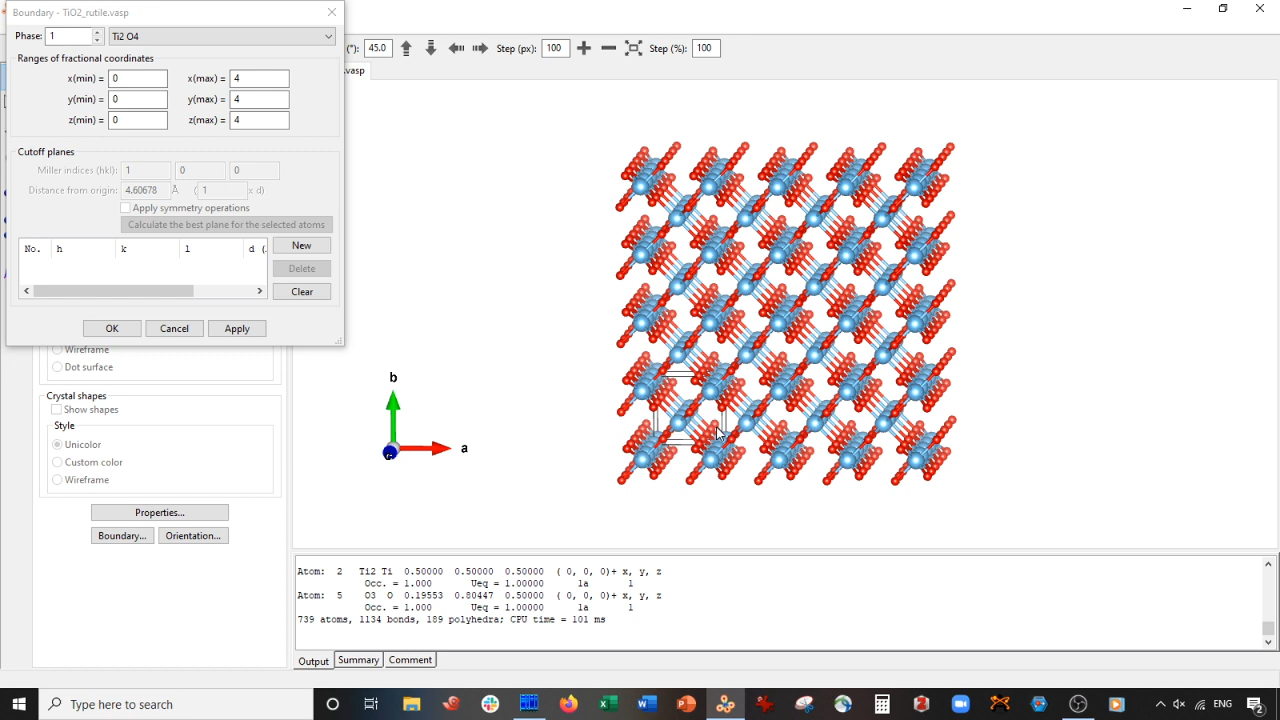 Boundary - TiO2_rutile.vasp
Phase: 1 Ti2 O4
(°): 45.0 Step (px): 100 Step (%): 100
.vasp
Ranges of fractional coordinates
x(min) = 0 x(max) = 4
y(min) = 0 y(max) = 4
z(min) = 0 z(max) = 4
Cutoff planes
Miller indices (hkl): 1 0 0
Distance from origin: 4.60678 Å ( 1 x d)
Apply symmetry operations
Calculate the best plane for the selected atoms
No. h k l d (.
New
Delete
Clear
OK Cancel Apply
Wireframe
Dot surface
Crystal shapes
Show shapes
Style
Unicolor
Custom color
Wireframe
Properties...
Boundary... Orientation...
b
a
Atom: 2 Ti2 Ti 0.50000 0.50000 0.50000 ( 0, 0, 0)+ x, y, z
Occ. = 1.000 Ueq = 1.00000 1a 1
Atom: 5 O3 O 0.19553 0.80447 0.50000 ( 0, 0, 0)+ x, y, z
Occ. = 1.000 Ueq = 1.00000 1a 1
739 atoms, 1134 bonds, 189 polyhedra; CPU time = 101 ms
Output Summary Comment
Type here to search
ENG
12:06 PM